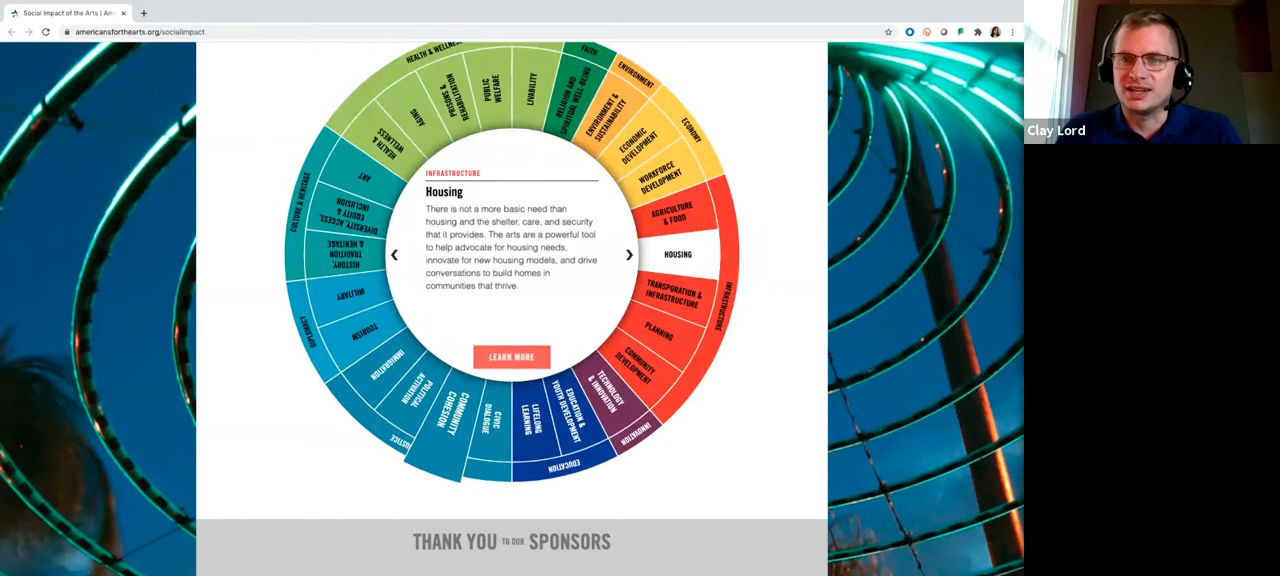 Social Impact of the Arts | Ame
americansforthearts.org/socialimpact
Clay Lord
HEALTH & WELLNESS
FAITH
ENVIRONMENT
ECONOMY
INFRASTRUCTURE
INNOVATION
EDUCATION
JUSTICE
DIPLOMACY
CULTURE & HERITAGE
HEALTH &
WELLNESS
AGING
PRISONS &
REHABILITATION
PUBLIC
WELFARE
LIVABILITY
RELIGION AND
SPIRITUAL WELL-BEING
ENVIRONMENT &
SUSTAINABILITY
ECONOMIC
DEVELOPMENT
WORKFORCE
DEVELOPMENT
AGRICULTURE
& FOOD
HOUSING
TRANSPORATION &
INFRASTRUCTURE
PLANNING
COMMUNITY
DEVELOPMENT
TECHNOLOGY
& INNOVATION
EDUCATION &
YOUTH DEVELOPMENT
LIFELONG
LEARNING
CIVIC
DIALOGUE
COMMUNITY
COHESION
POLITICAL
ACTIVATION
IMMIGRATION
TOURISM
MILITARY
HISTORY,
TRADITION
& HERITAGE
DIVERSITY, ACCESS,
EQUITY &
INCLUSION
ART
INFRASTRUCTURE
Housing
There is not a more basic need than
housing and the shelter, care, and security
that it provides. The arts are a powerful tool
to help advocate for housing needs,
innovate for new housing models, and drive
conversations to build homes in
communities that thrive.
LEARN MORE
THANK YOU TO OUR SPONSORS